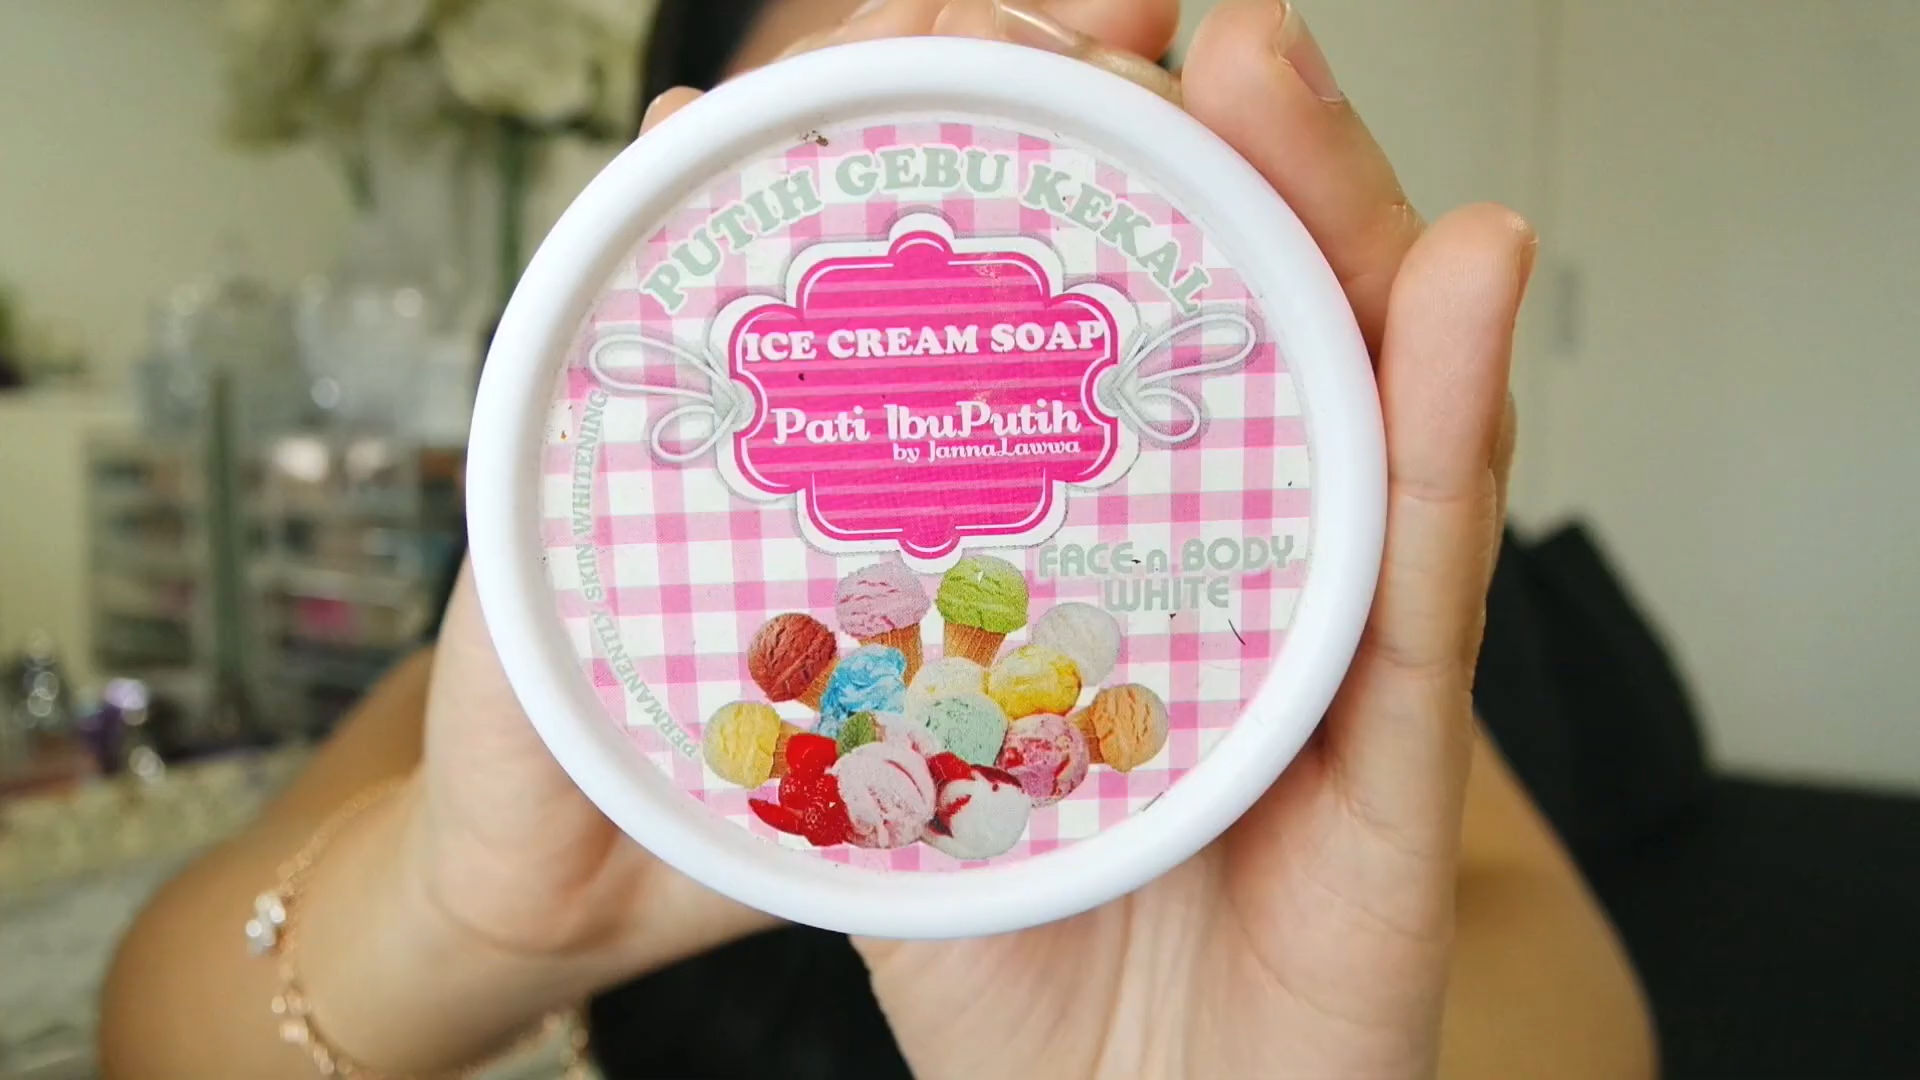 PUTIH GEBU KEKAL
ICE CREAM SOAP
Pati IbuPutih
by JannaLawwa
PERMANENTLY SKIN WHITENING
FACE n BODY
WHITE